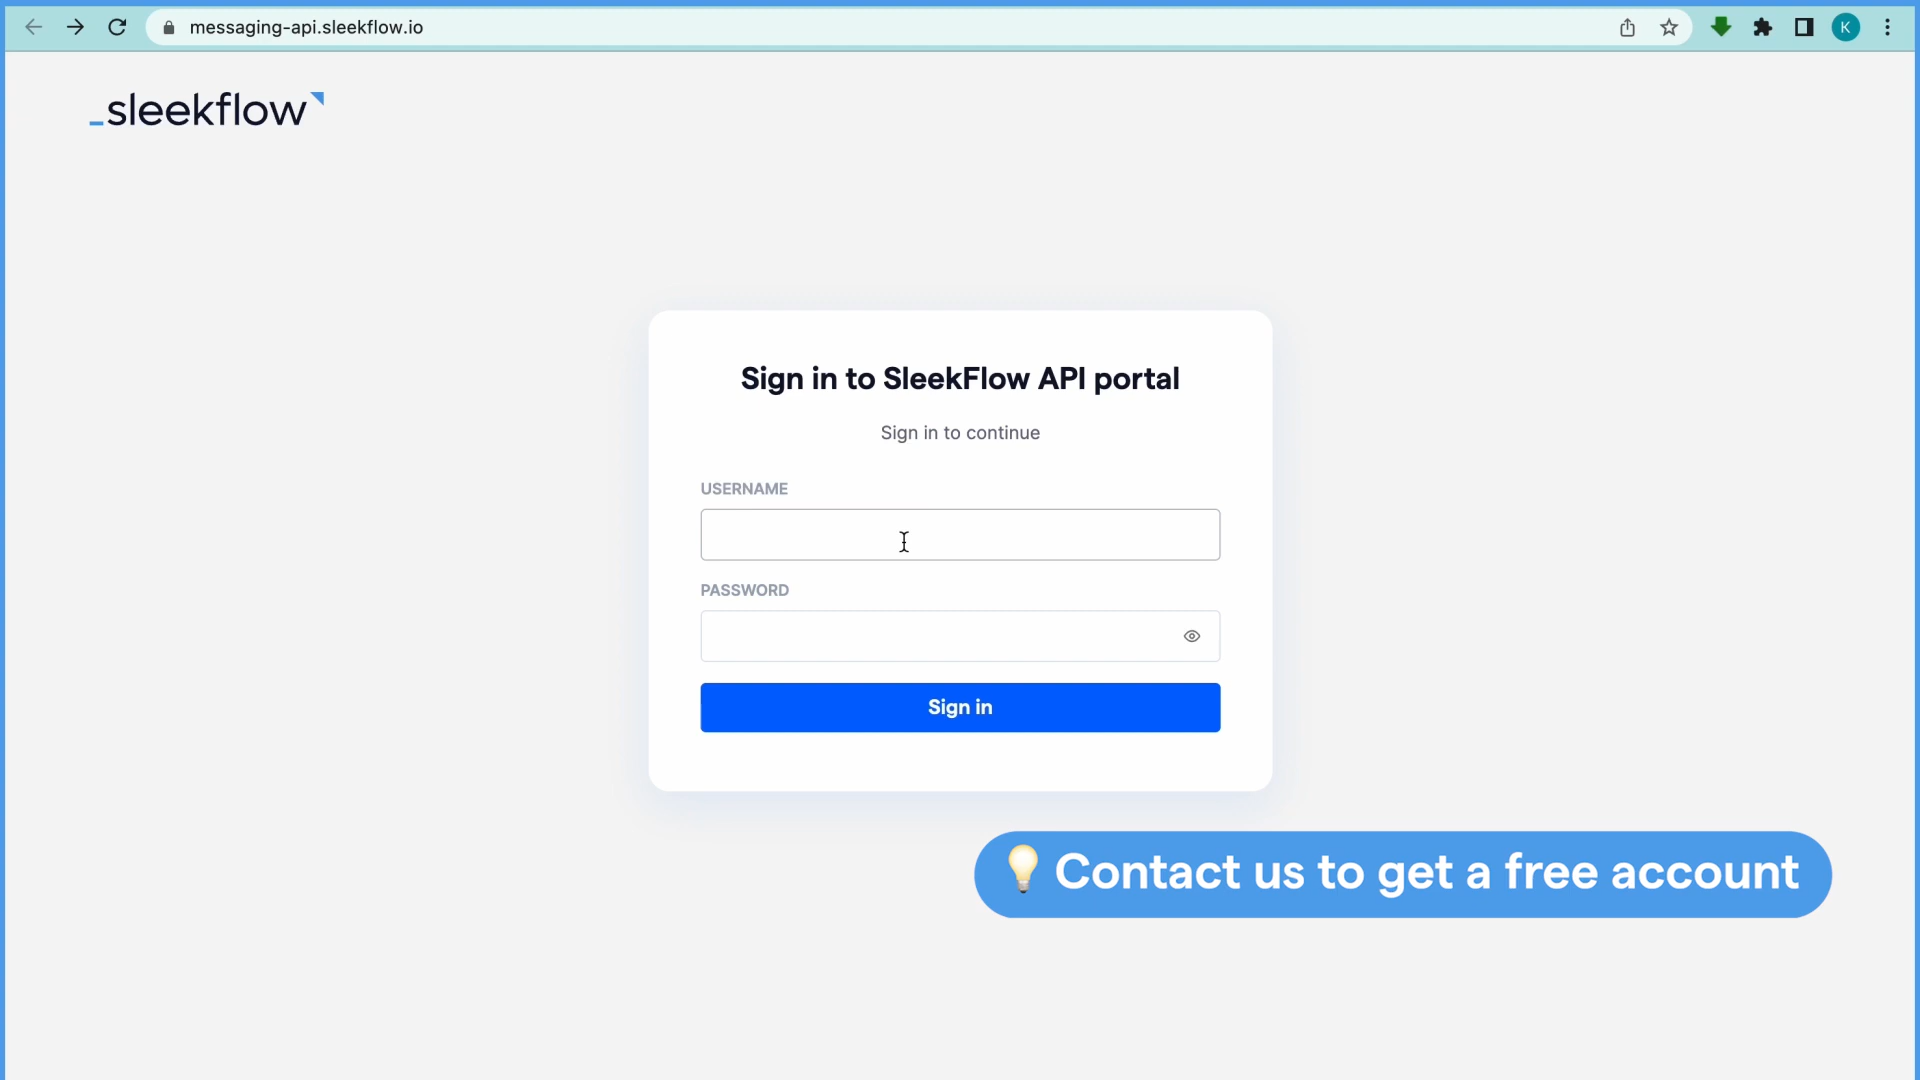 messaging-api.sleekflow.io
K
_sleekflow
Sign in to SleekFlow API portal
Sign in to continue
USERNAME
PASSWORD
Sign in
Contact us to get a free account